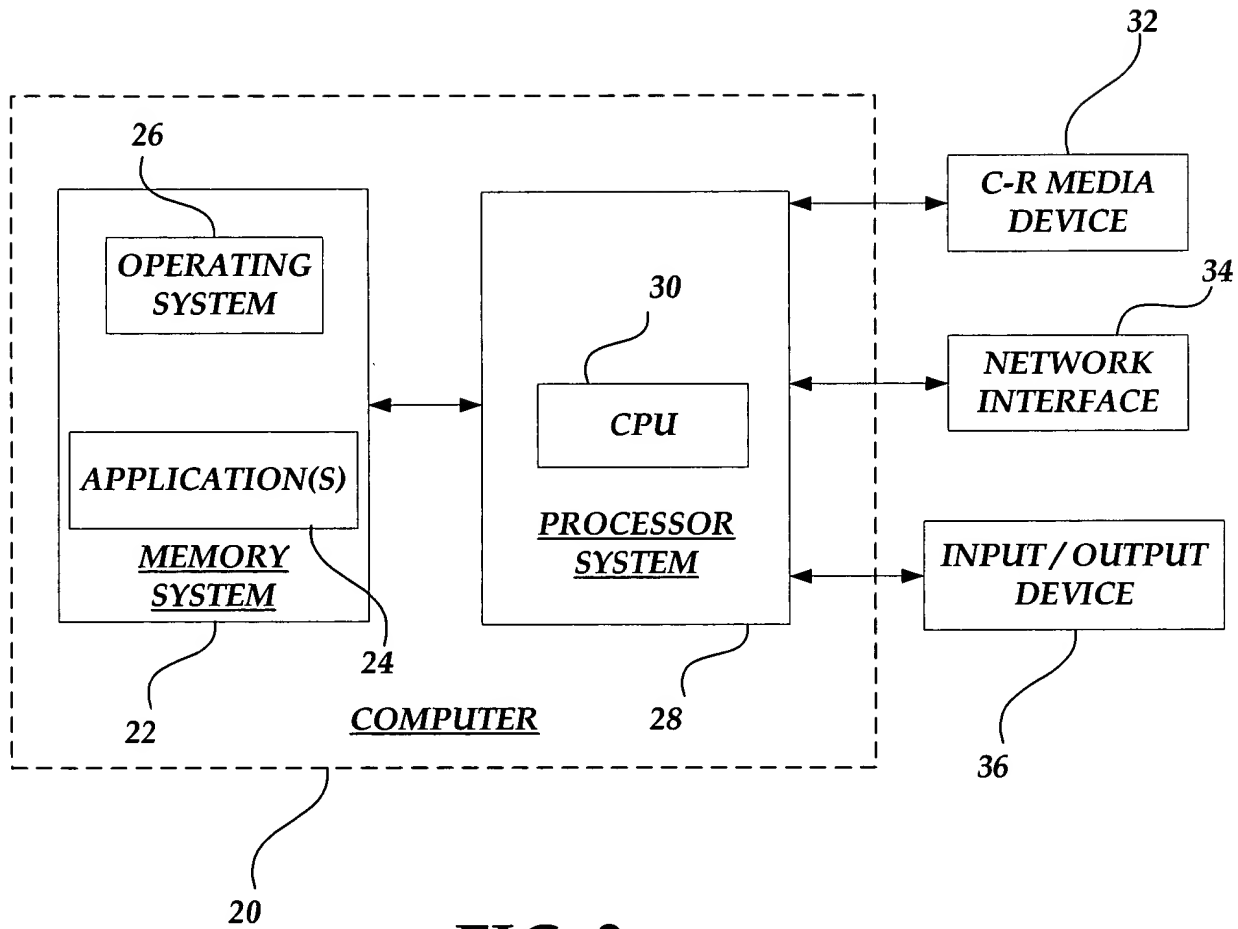 32
26
C-R MEDIA
DEVICE
OPERATING
SYSTEM
30
34
NETWORK
INTERFACE
CPU
APPLICATION(S)
PROCESSOR
SYSTEM
INPUT / OUTPUT
DEVICE
MEMORY
SYSTEM
24
22
COMPUTER
28
36
20